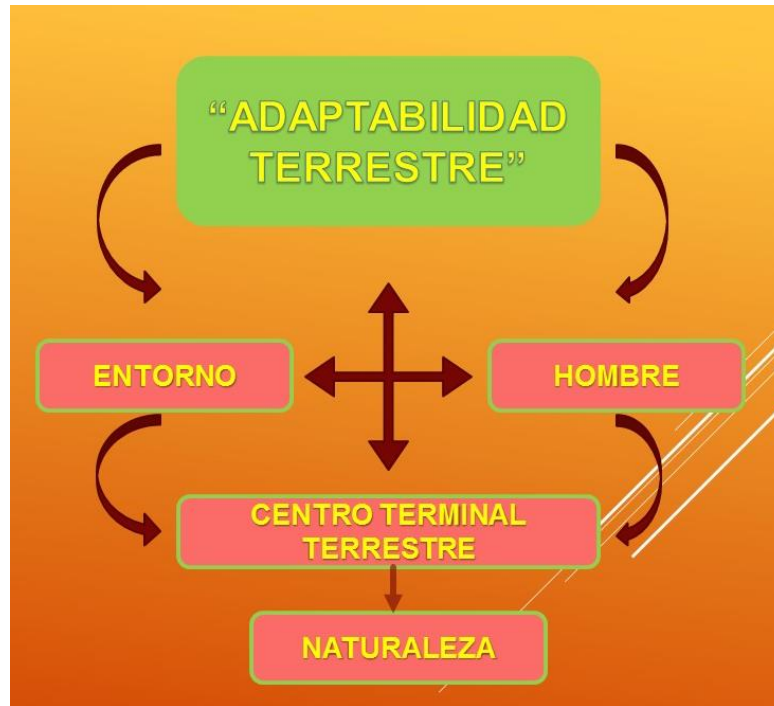 “ADAPTABILIDAD
TERRESTRE”
ENTORNO
HOMBRE
CENTRO TERMINAL
TERRESTRE
NATURALEZA